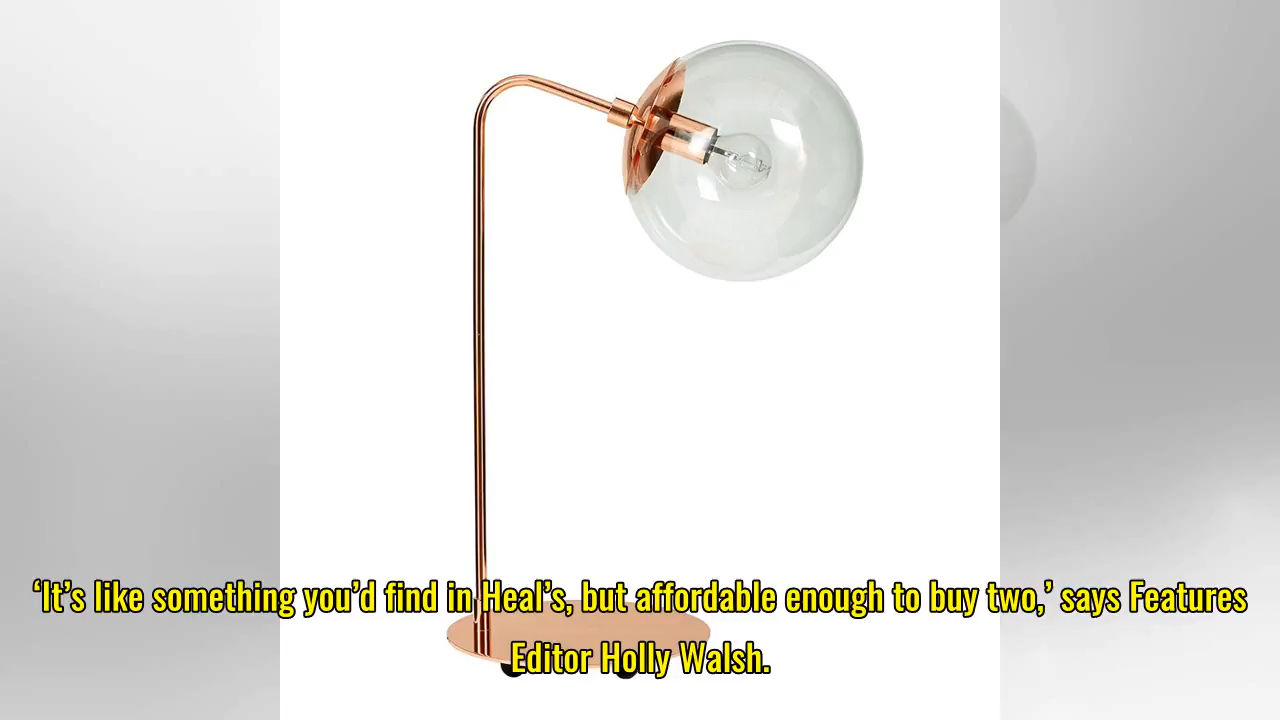 ‘It’s like something you’d find in Heal’s, but affordable enough to buy two,’ says Features
Editor Holly Walsh.